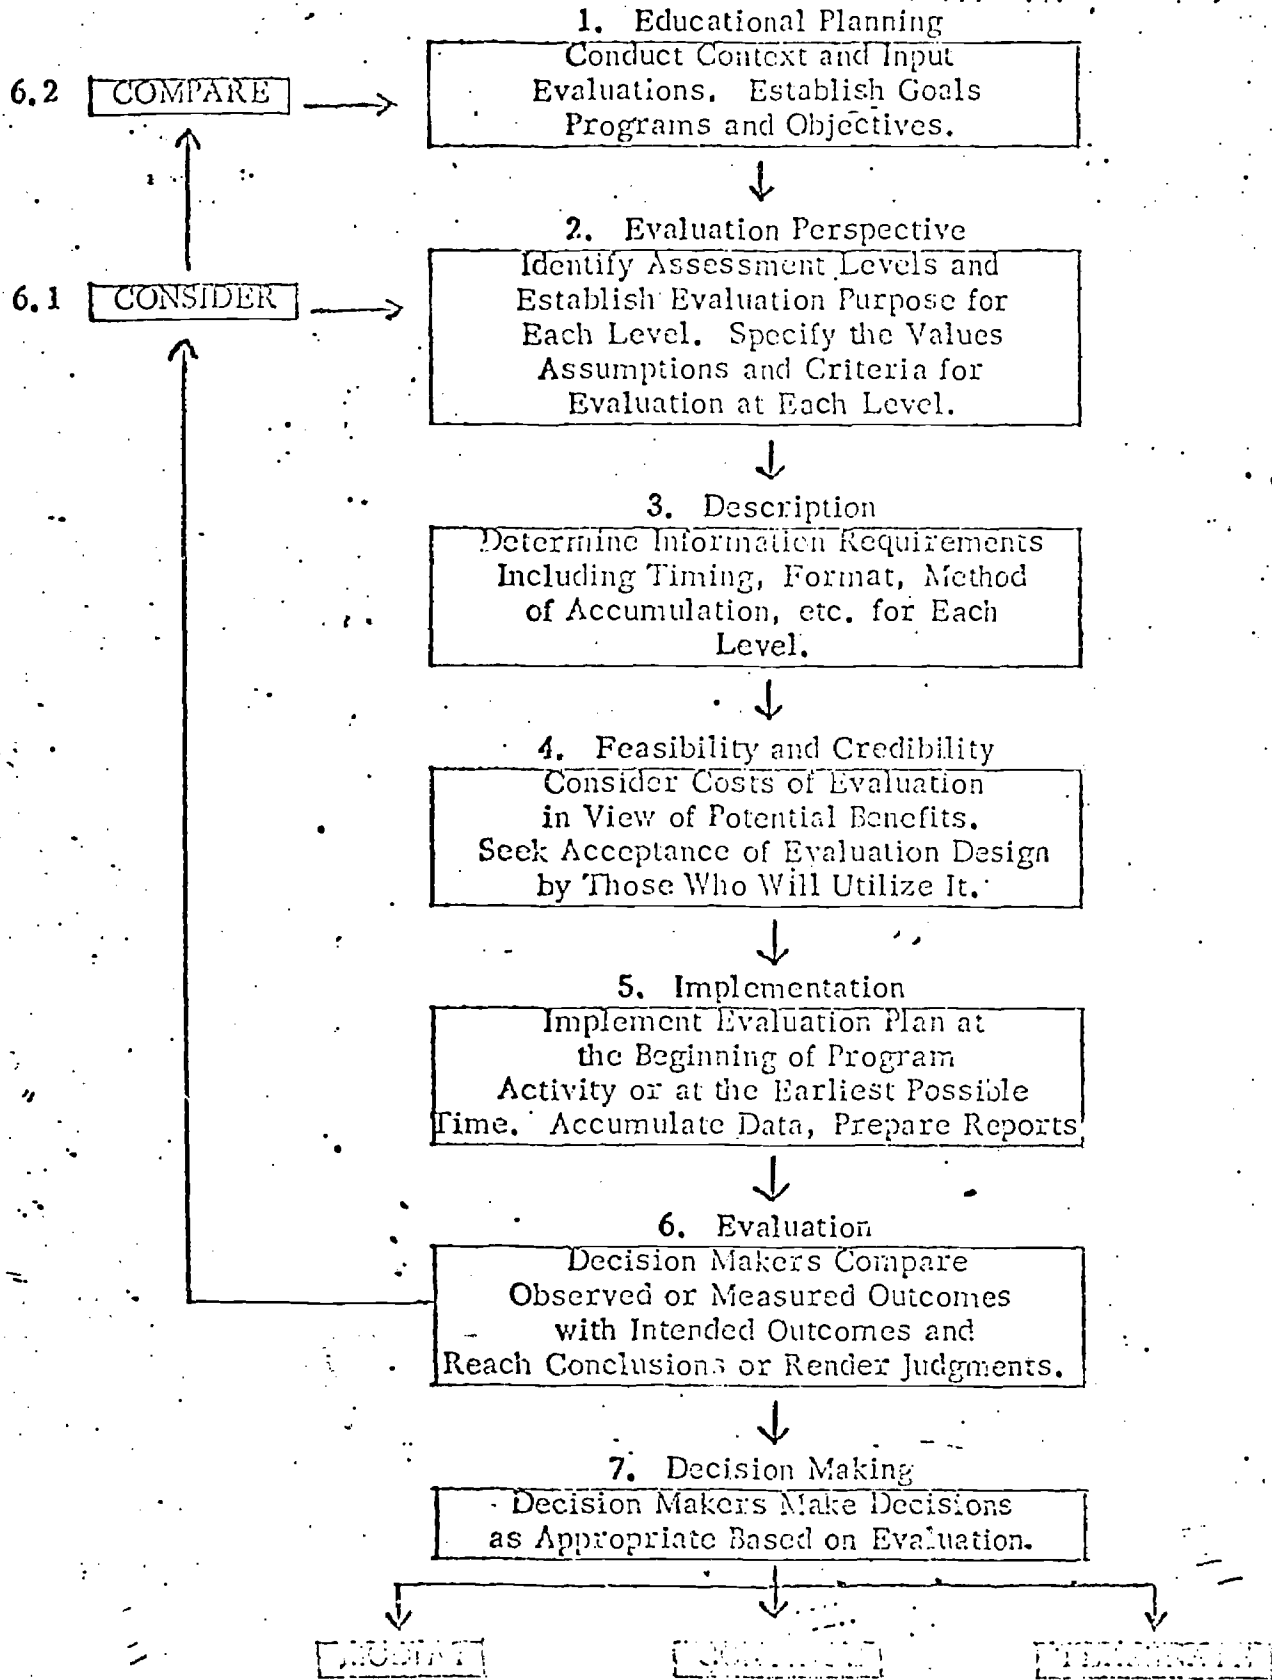 1. Educational Planning
Conduct Context and Input
Evaluations. Establish Goals
Programs and Objectives.
6.2 COMPARE
2. Evaluation Perspective
Identify Assessment Levels and
Establish Evaluation Purpose for
Each Level. Specify the Values
Assumptions and Criteria for
Evaluation at Each Level.
6.1 CONSIDER
3. Description
Determine Information Requirements
Including Timing, Format, Method
of Accumulation, etc. for Each
Level.
4. Feasibility and Credibility
Consider Costs of Evaluation
in View of Potential Benefits.
Seek Acceptance of Evaluation Design
by Those Who Will Utilize It.
5. Implementation
Implement Evaluation Plan at
the Beginning of Program
Activity or at the Earliest Possible
Time. Accumulate Data, Prepare Reports
6. Evaluation
Decision Makers Compare
Observed or Measured Outcomes
with Intended Outcomes and
Reach Conclusions or Render Judgments.
7. Decision Making
Decision Makers Make Decisions
as Appropriate Based on Evaluation.